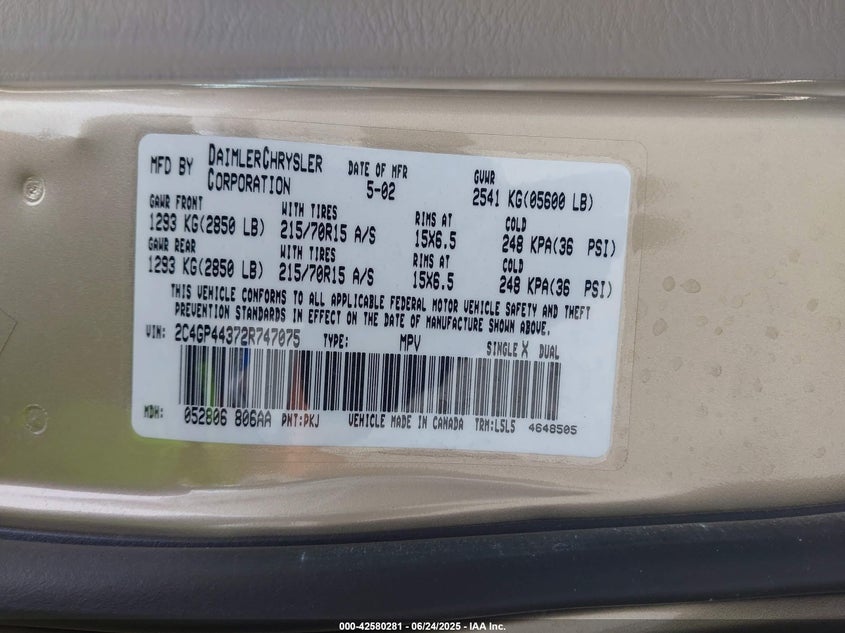 MFD BY DAIMLERCHRYSLER CORPORATION DATE OF MFR 5-02 GVWR 2541 KG(05600 LB)
GAWR FRONT WITH TIRES RIMS AT COLD
1293 KG(2850 LB) 215/70R15 A/S 15X6.5 248 KPA(36 PSI)
GAWR REAR WITH TIRES RIMS AT COLD
1293 KG(2850 LB) 215/70R15 A/S 15X6.5 248 KPA(36 PSI)
THIS VEHICLE CONFORMS TO ALL APPLICABLE FEDERAL MOTOR VEHICLE SAFETY AND THEFT
PREVENTION STANDARDS IN EFFECT ON THE DATE OF MANUFACTURE SHOWN ABOVE.
VIN: 2C4GP44372R747075 TYPE: MPV SINGLE X DUAL
MDH: 052806 806AA PNT:PKJ VEHICLE MADE IN CANADA TRM:L5L5 4648505
000-42580281 - 06/24/2025 - IAA Inc.